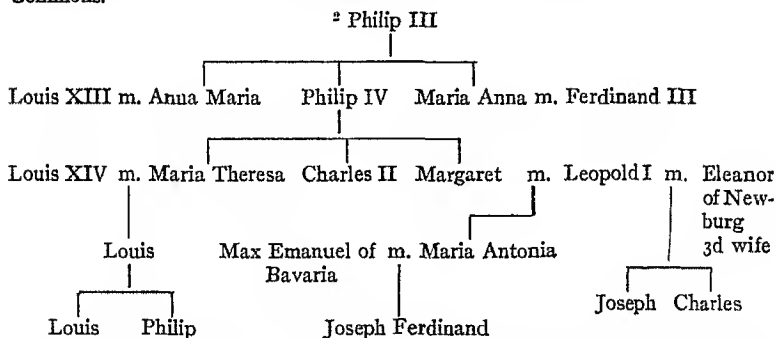 ² Philip III
Louis XIII m. Anua Maria Philip IV Maria Anna m. Ferdinand III
Louis XIV m. Maria Theresa Charles II Margaret m. Leopold I m. Eleanor
of New-
burg
3d wife
Louis Max Emanuel of m. Maria Antonia
Bavaria
Joseph Charles
Louis Philip Joseph Ferdinand